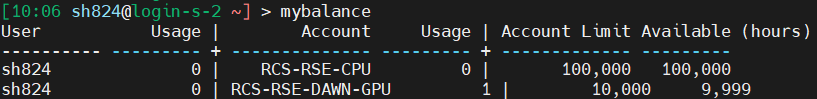 [10:06 sh824@login-s-2 ~] > mybalance
User           Usage |        Account     Usage | Account Limit Available (hours)
---------- --------- + -------------- --------- + ------------- ---------
sh824              0 |    RCS-RSE-CPU         0 |       100,000   100,000
sh824              0 | RCS-RSE-DAWN-GPU         1 |        10,000     9,999